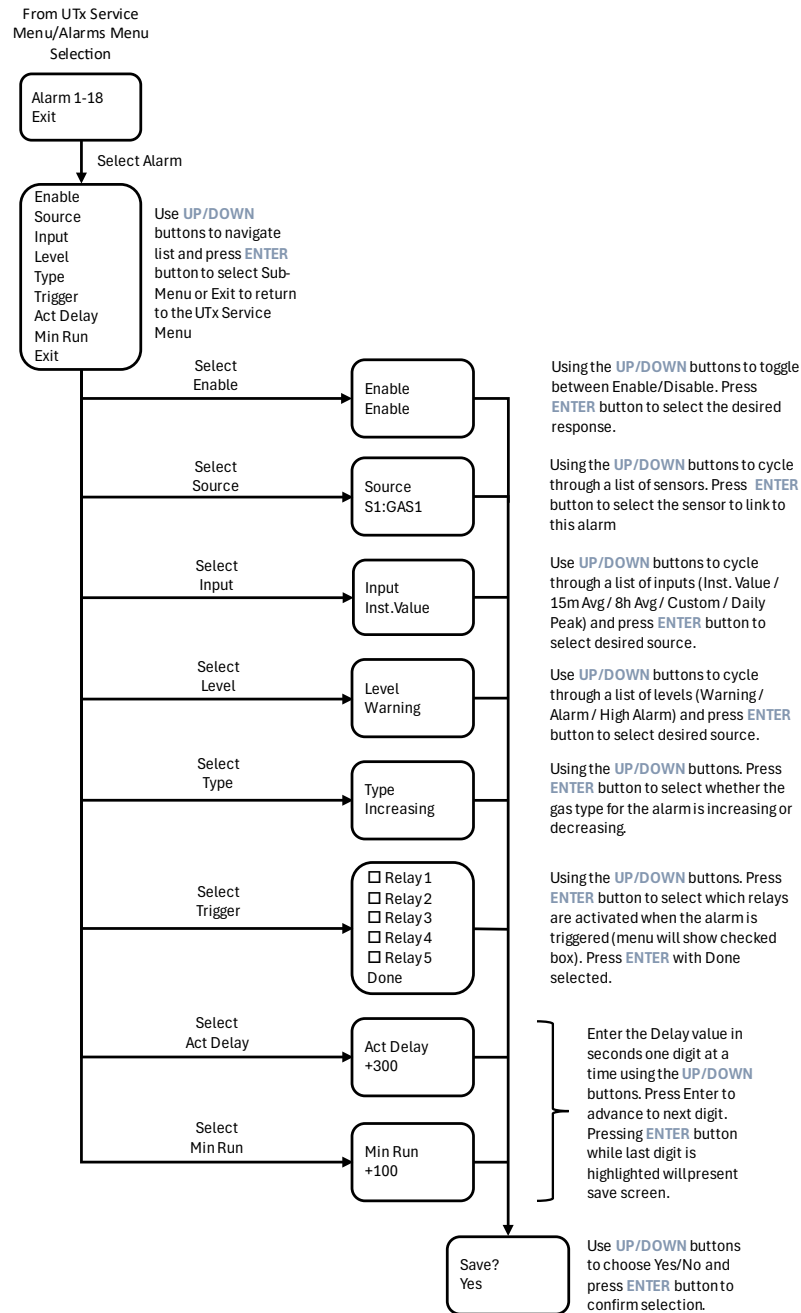 From UTx Service
Menu/Alarms Menu
Selection
Alarm 1-18
Exit
Select Alarm
Enable
Source
Input
Level
Type
Trigger
Act Delay
Min Run
Exit
Use UP/DOWN
buttons to navigate
list and press ENTER
button to select Sub-
Menu or Exit to return
to the UTx Service
Menu
Select
Enable
Enable
Enable
Using the UP/DOWN buttons to toggle
between Enable/Disable. Press
ENTER button to select the desired
response.
Select
Source
Source
S1:GAS1
Using the UP/DOWN buttons to cycle
through a list of sensors. Press ENTER
button to select the sensor to link to
this alarm
Select
Input
Input
Inst.Value
Use UP/DOWN buttons to cycle
through a list of inputs (Inst. Value /
15m Avg / 8h Avg / Custom / Daily
Peak) and press ENTER button to
select desired source.
Select
Level
Level
Warning
Use UP/DOWN buttons to cycle
through a list of levels (Warning /
Alarm / High Alarm) and press ENTER
button to select desired source.
Select
Type
Type
Increasing
Using the UP/DOWN buttons. Press
ENTER button to select whether the
gas type for the alarm is increasing or
decreasing.
Select
Trigger
☐ Relay 1
☐ Relay 2
☐ Relay 3
☐ Relay 4
☐ Relay 5
Done
Using the UP/DOWN buttons. Press
ENTER button to select which relays
are activated when the alarm is
triggered (menu will show checked
box). Press ENTER with Done
selected.
Select
Act Delay
Act Delay
+300
Select
Min Run
Min Run
+100
Enter the Delay value in
seconds one digit at a
time using the UP/DOWN
buttons. Press Enter to
advance to next digit.
Pressing ENTER button
while last digit is
highlighted will present
save screen.
Save?
Yes
Use UP/DOWN buttons
to choose Yes/No and
press ENTER button to
confirm selection.